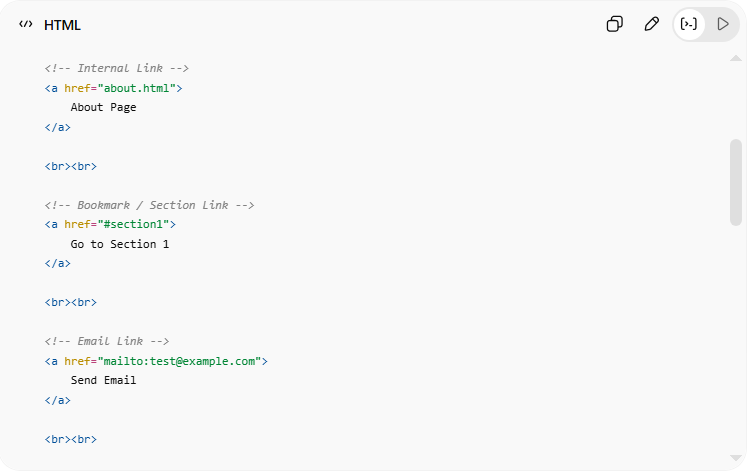 HTML
<!-- Internal Link -->
<a href="about.html">
    About Page
</a>
<br><br>
<!-- Bookmark / Section Link -->
<a href="#section1">
    Go to Section 1
</a>
<br><br>
<!-- Email Link -->
<a href="mailto:test@example.com">
    Send Email
</a>
<br><br>